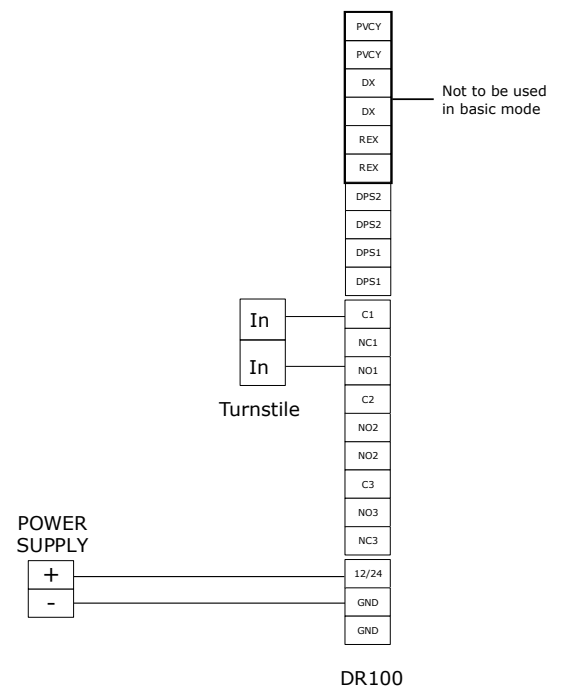 PVCY
PVCY
DX
DX
REX
REX
Not to be used
in basic mode
DPS2
DPS2
DPS1
DPS1
C1
NC1
NO1
C2
NO2
NO2
C3
NO3
NC3
In
In
Turnstile
POWER
SUPPLY
+
-
12/24
GND
GND
DR100